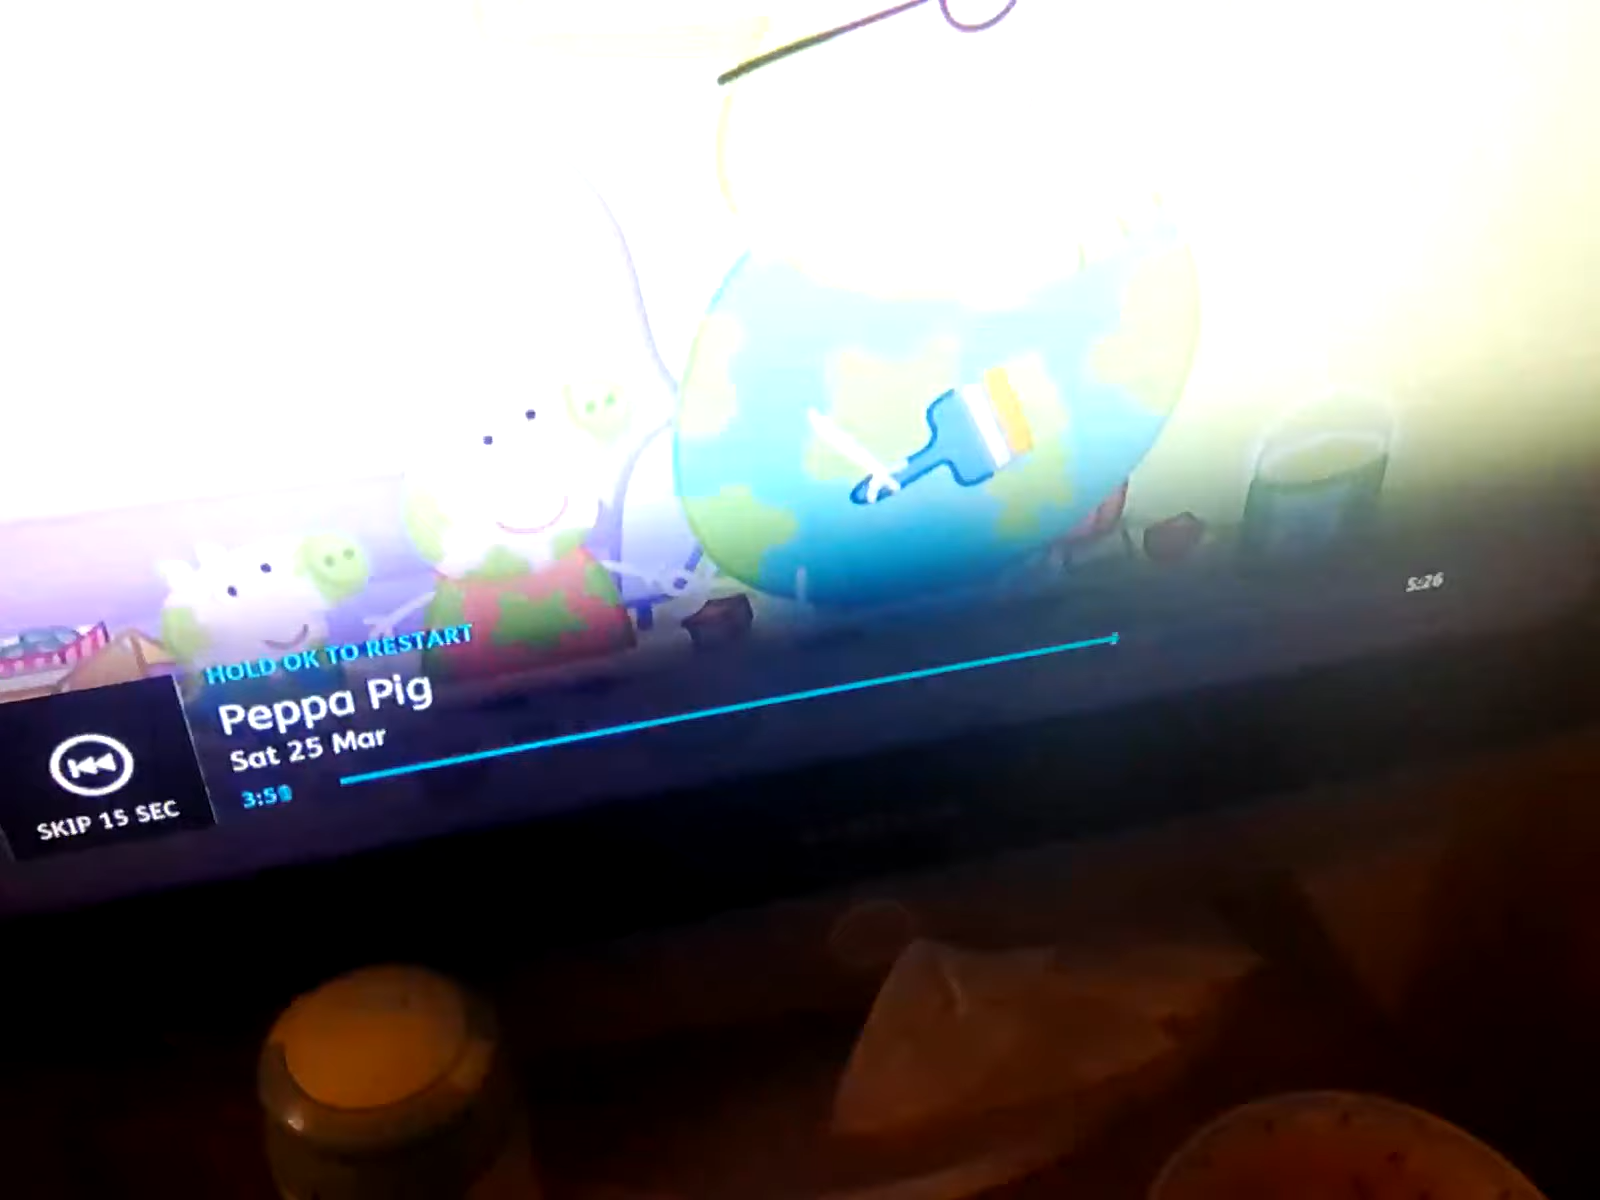 HOLD OK TO RESTART
Peppa Pig
Sat 25 Mar
5:26
SKIP 15 SEC